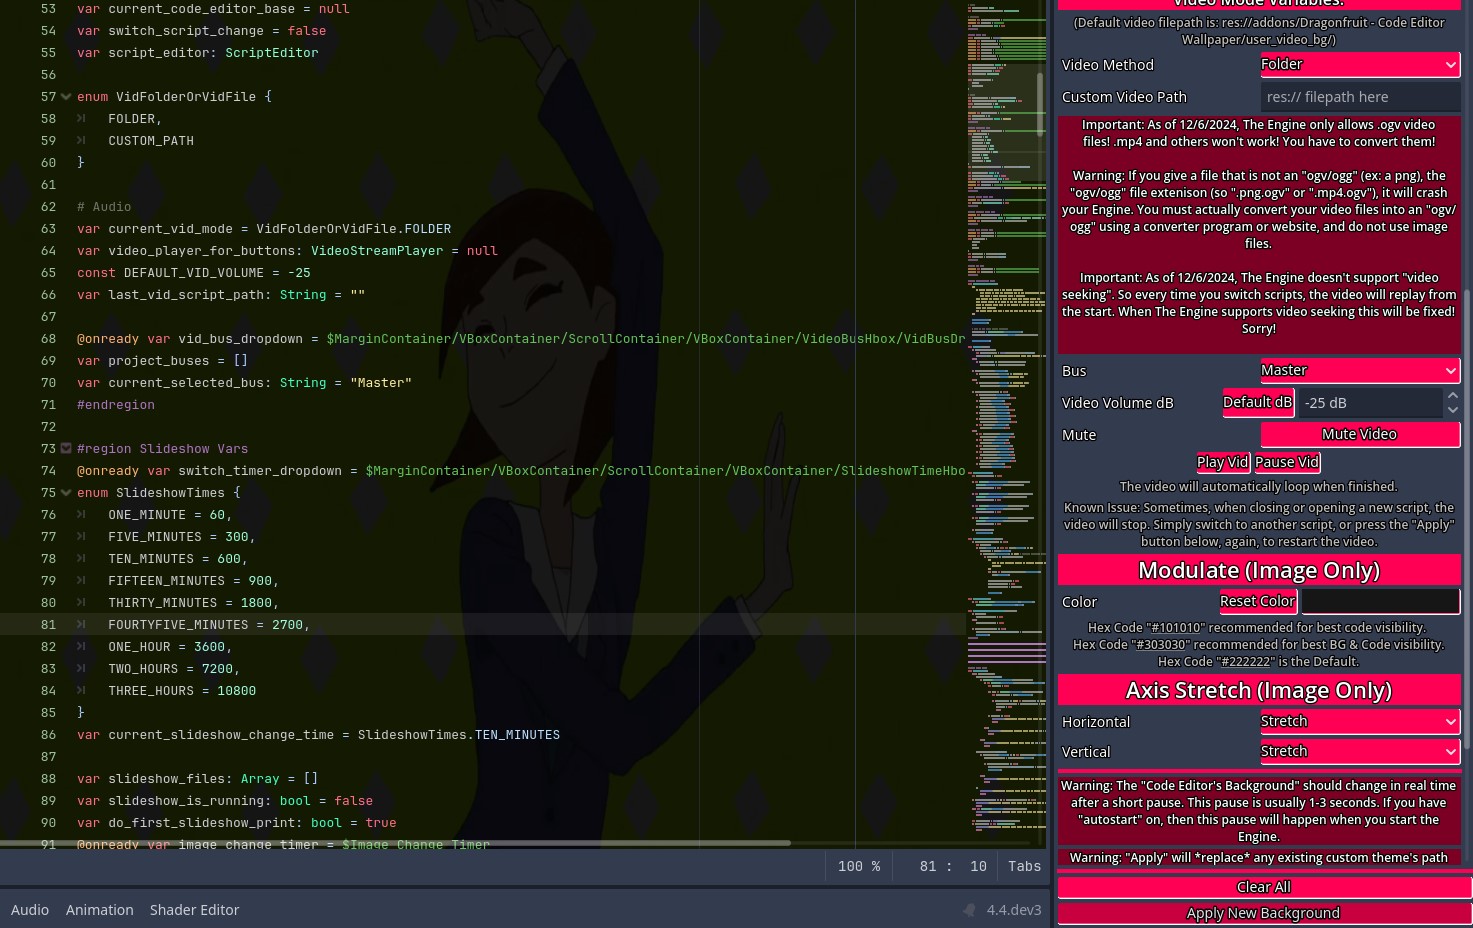 53 var current_code_editor_base = null
54 var switch_script_change = false
55 var script_editor: ScriptEditor
56
57 enum VidFolderOrVidFile {
58 FOLDER,
59 CUSTOM_PATH
60 }
61
62 # Audio
63 var current_vid_mode = VidFolderOrVidFile.FOLDER
64 var video_player_for_buttons: VideoStreamPlayer = null
65 const DEFAULT_VID_VOLUME = -25
66 var last_vid_script_path: String = ""
67
68 @onready var vid_bus_dropdown = $MarginContainer/VBoxContainer/ScrollContainer/VBoxContainer/VideoBusHbox/VidBusDr
69 var project_buses = []
70 var current_selected_bus: String = "Master"
71 #endregion
72
73 #region Slideshow Vars
74 @onready var switch_timer_dropdown = $MarginContainer/VBoxContainer/ScrollContainer/VBoxContainer/SlideshowTimeHbo
75 enum SlideshowTimes {
76 ONE_MINUTE = 60,
77 FIVE_MINUTES = 300,
78 TEN_MINUTES = 600,
79 FIFTEEN_MINUTES = 900,
80 THIRTY_MINUTES = 1800,
81 FOURTYFIVE_MINUTES = 2700,
82 ONE_HOUR = 3600,
83 TWO_HOURS = 7200,
84 THREE_HOURS = 10800
85 }
86 var current_slideshow_change_time = SlideshowTimes.TEN_MINUTES
87
88 var slideshow_files: Array = []
89 var slideshow_is_running: bool = false
90 var do_first_slideshow_print: bool = true
91 @onready var image_change_timer = $Image_Change_Timer
100 % 81 : 10 Tabs
Audio Animation Shader Editor 4.4.dev3
Video Mode Variables:
(Default video filepath is: res://addons/Dragonfruit - Code Editor
Wallpaper/user_video_bg/)
Video Method Folder
Custom Video Path res:// filepath here
Important: As of 12/6/2024, The Engine only allows .ogv video
files! .mp4 and others won't work! You have to convert them!
Warning: If you give a file that is not an "ogv/ogg" (ex: a png), the
"ogv/ogg" file extenison (so ".png.ogv" or ".mp4.ogv"), it will crash
your Engine. You must actually convert your video files into an "ogv/
ogg" using a converter program or website, and do not use image
files.
Important: As of 12/6/2024, The Engine doesn't support "video
seeking". So every time you switch scripts, the video will replay from
the start. When The Engine supports video seeking this will be fixed!
Sorry!
Bus Master
Video Volume dB Default dB -25 dB
Mute Mute Video
Play Vid Pause Vid
The video will automatically loop when finished.
Known Issue: Sometimes, when closing or opening a new script, the
video will stop. Simply switch to another script, or press the "Apply"
button below, again, to restart the video.
Modulate (Image Only)
Color Reset Color
Hex Code "#101010" recommended for best code visibility.
Hex Code "#303030" recommended for best BG & Code visibility.
Hex Code "#222222" is the Default.
Axis Stretch (Image Only)
Horizontal Stretch
Vertical Stretch
Warning: The "Code Editor's Background" should change in real time
after a short pause. This pause is usually 1-3 seconds. If you have
"autostart" on, then this pause will happen when you start the
Engine.
Warning: "Apply" will *replace* any existing custom theme's path
Clear All
Apply New Background